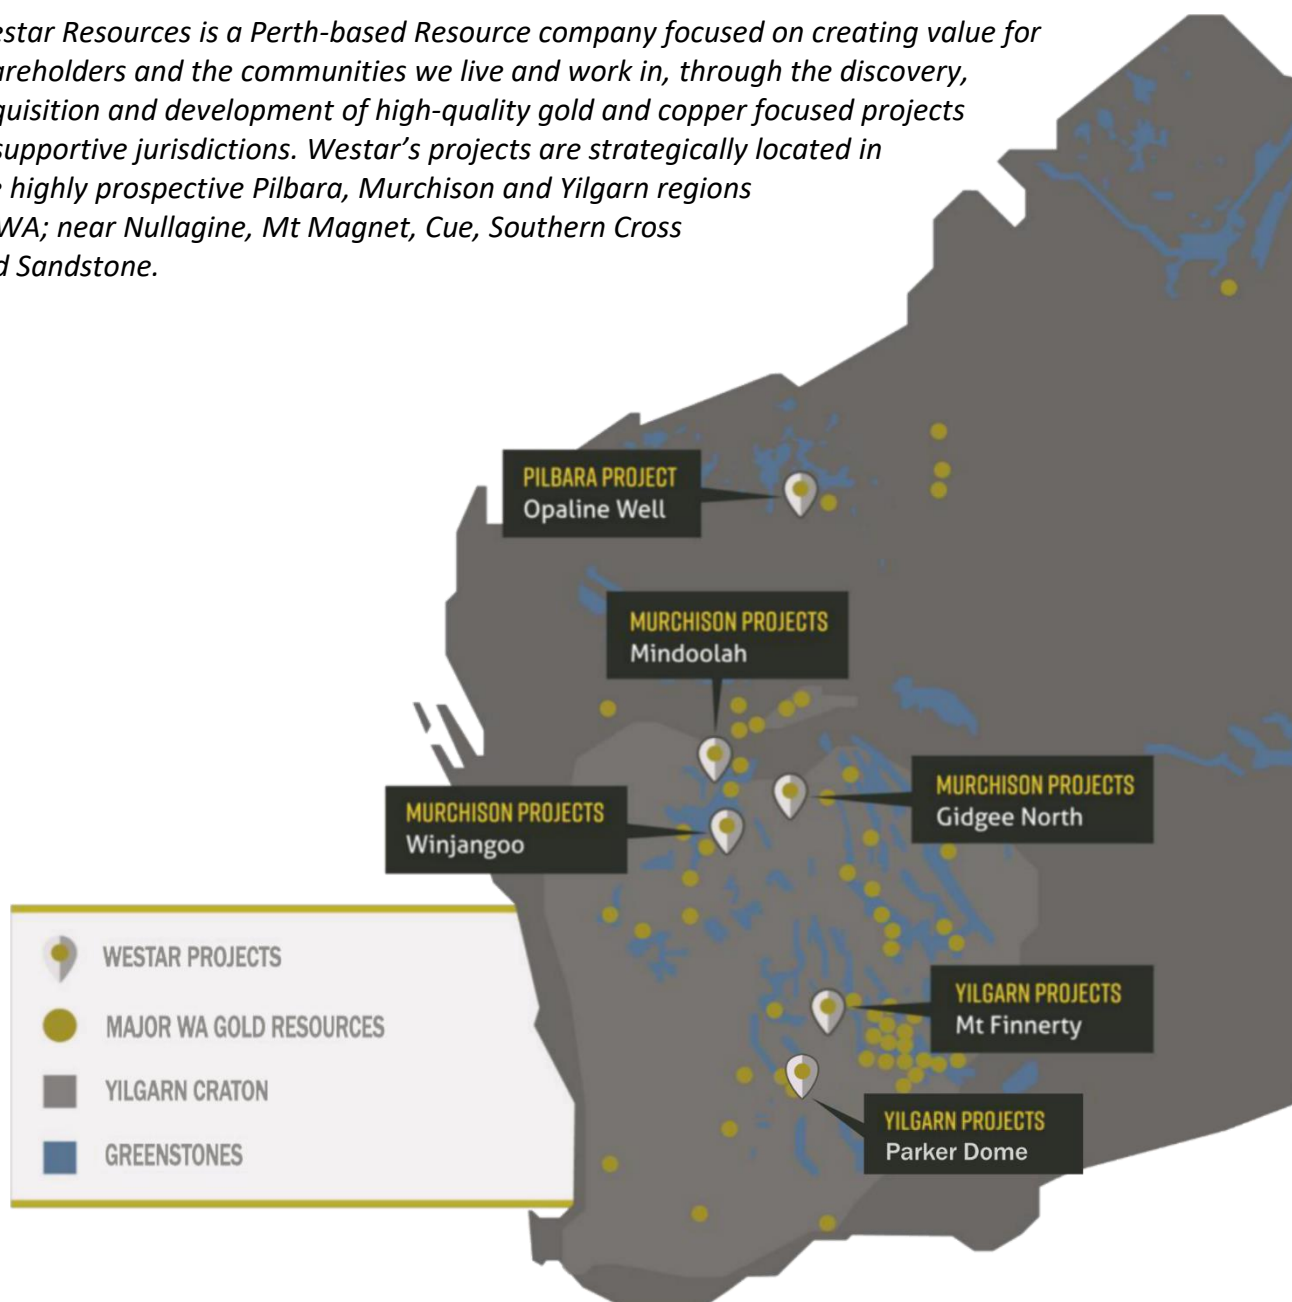 estar Resources is a Perth-based Resource company focused on creating value for
areholders and the communities we live and work in, through the discovery,
quisition and development of high-quality gold and copper focused projects
supportive jurisdictions. Westar's projects are strategically located in
e highly prospective Pilbara, Murchison and Yilgarn regions
WA; near Nullagine, Mt Magnet, Cue, Southern Cross
d Sandstone.
PILBARA PROJECT
Opaline Well
MURCHISON PROJECTS
Mindoolah
MURCHISON PROJECTS
Gidgee North
MURCHISON PROJECTS
Winjangoo
YILGARN PROJECTS
Mt Finnerty
YILGARN PROJECTS
Parker Dome
WESTAR PROJECTS
MAJOR WA GOLD RESOURCES
YILGARN CRATON
GREENSTONES